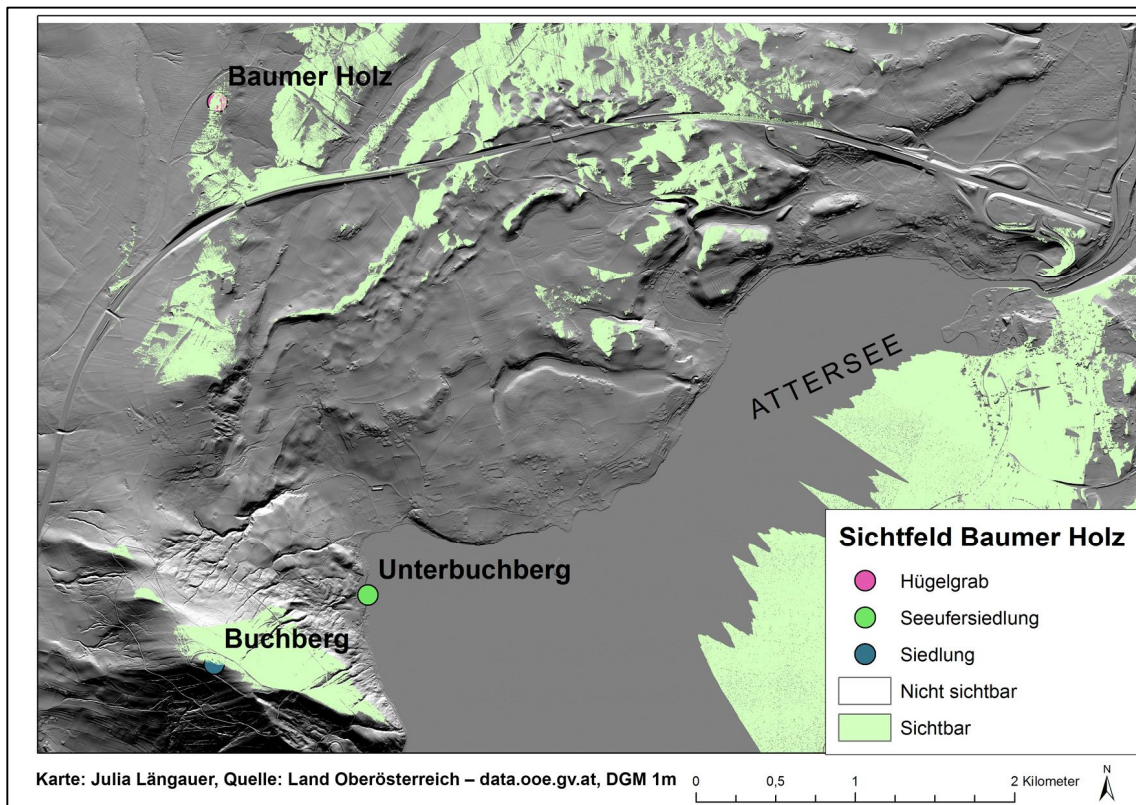 Baumer Holz
ATTERSEE
Unterbuchberg
Buchberg
Sichtfeld Baumer Holz
Hügelgrab
Seeufersiedlung
Siedlung
Nicht sichtbar
Sichtbar
Karte: Julia Längauer, Quelle: Land Oberösterreich – data.ooe.gv.at, DGM 1m
0 0,5 1 2 Kilometer
N